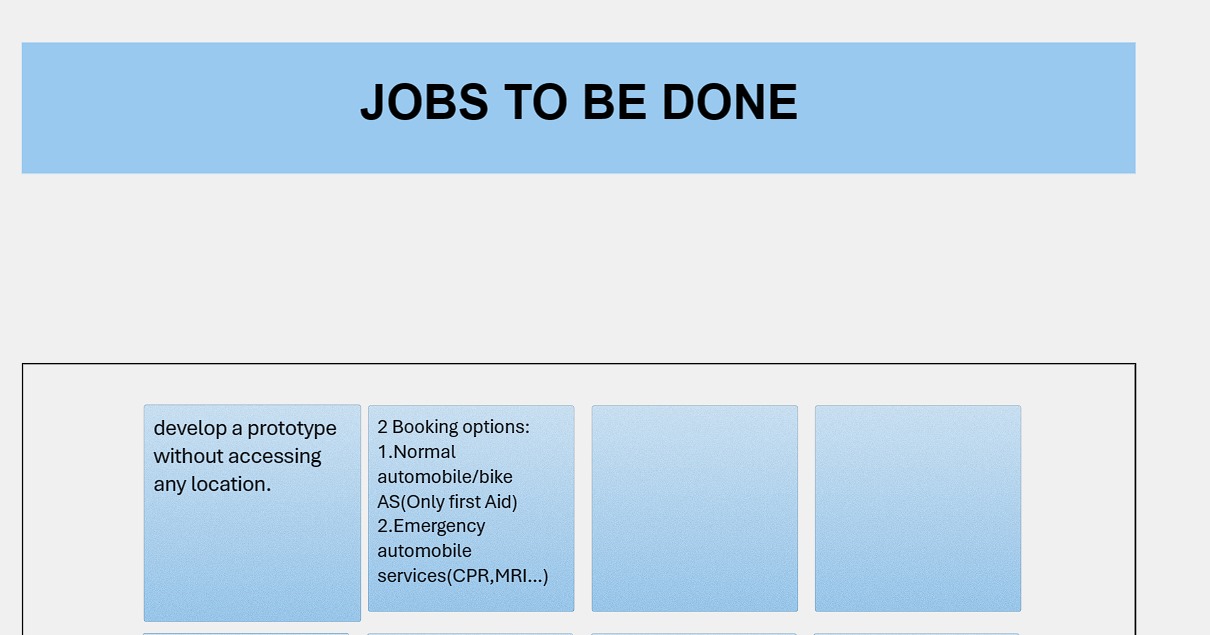 JOBS TO BE DONE
develop a prototype
without accessing
any location.
2 Booking options:
1.Normal
automobile/bike
AS(Only first Aid)
2.Emergency
automobile
services(CPR,MRI...)